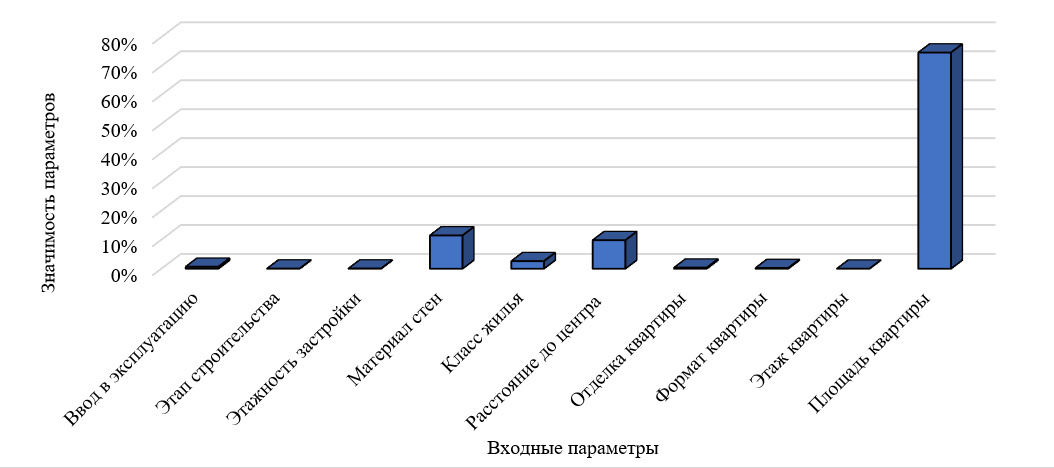 Значимость параметров
80%
70%
60%
50%
40%
30%
20%
10%
0%
Ввод в эксплуатацию
Этап строительства
Этажность застройки
Материал стен
Класс жилья
Расстояние до центра
Отделка квартиры
Формат квартиры
Этаж квартиры
Площадь квартиры
Входные параметры